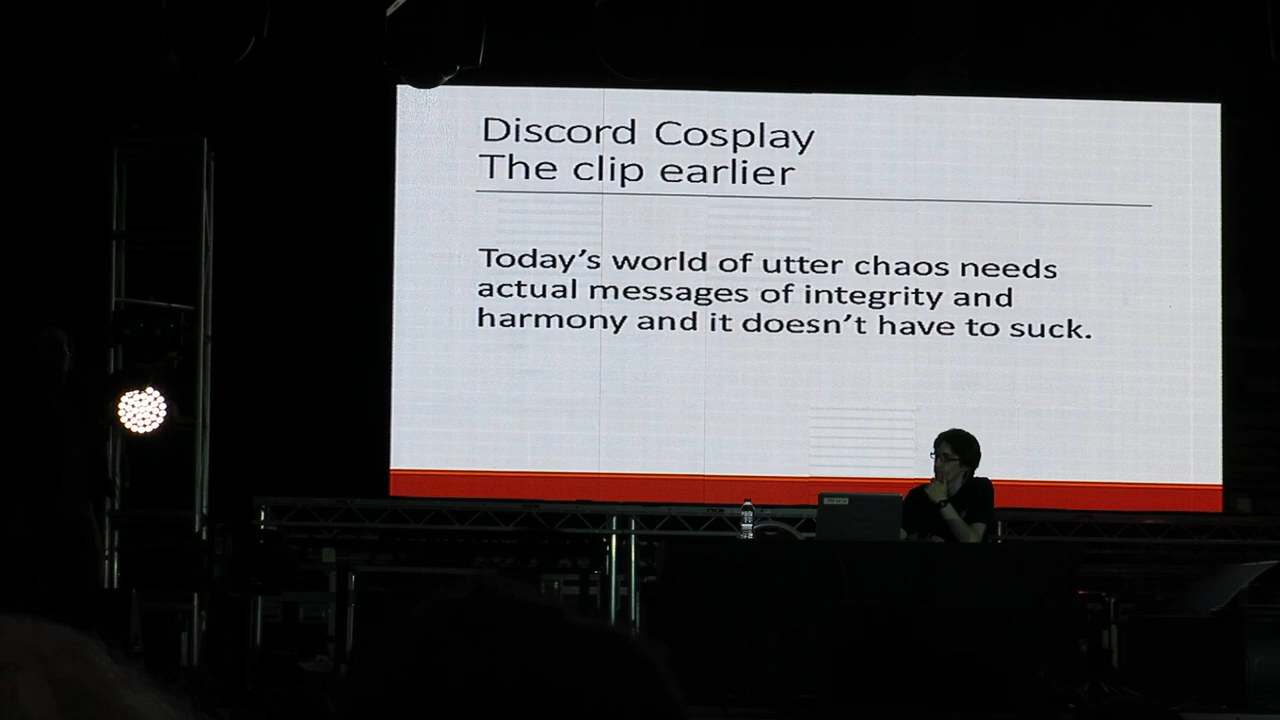 Discord Cosplay
The clip earlier
Today's world of utter chaos needs
actual messages of integrity and
harmony and it doesn't have to suck.